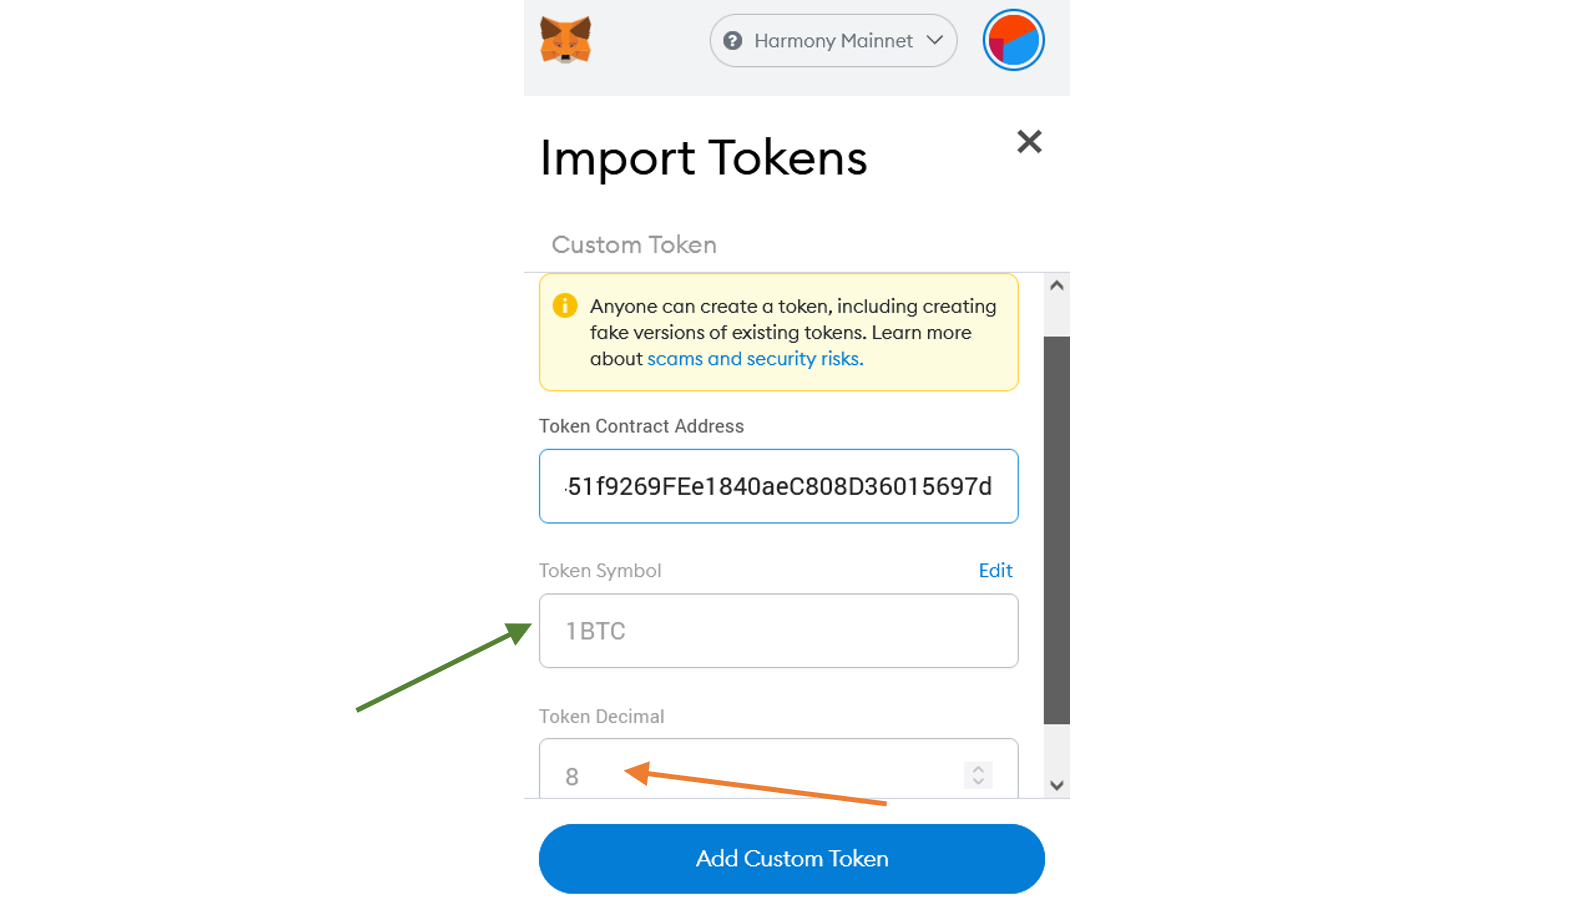 Harmony Mainnet
Import Tokens
Custom Token
Anyone can create a token, including creating
fake versions of existing tokens. Learn more
about scams and security risks.
Token Contract Address
51f9269FEe1840aeC808D36015697d
Token Symbol
Edit
1BTC
Token Decimal
8
Add Custom Token